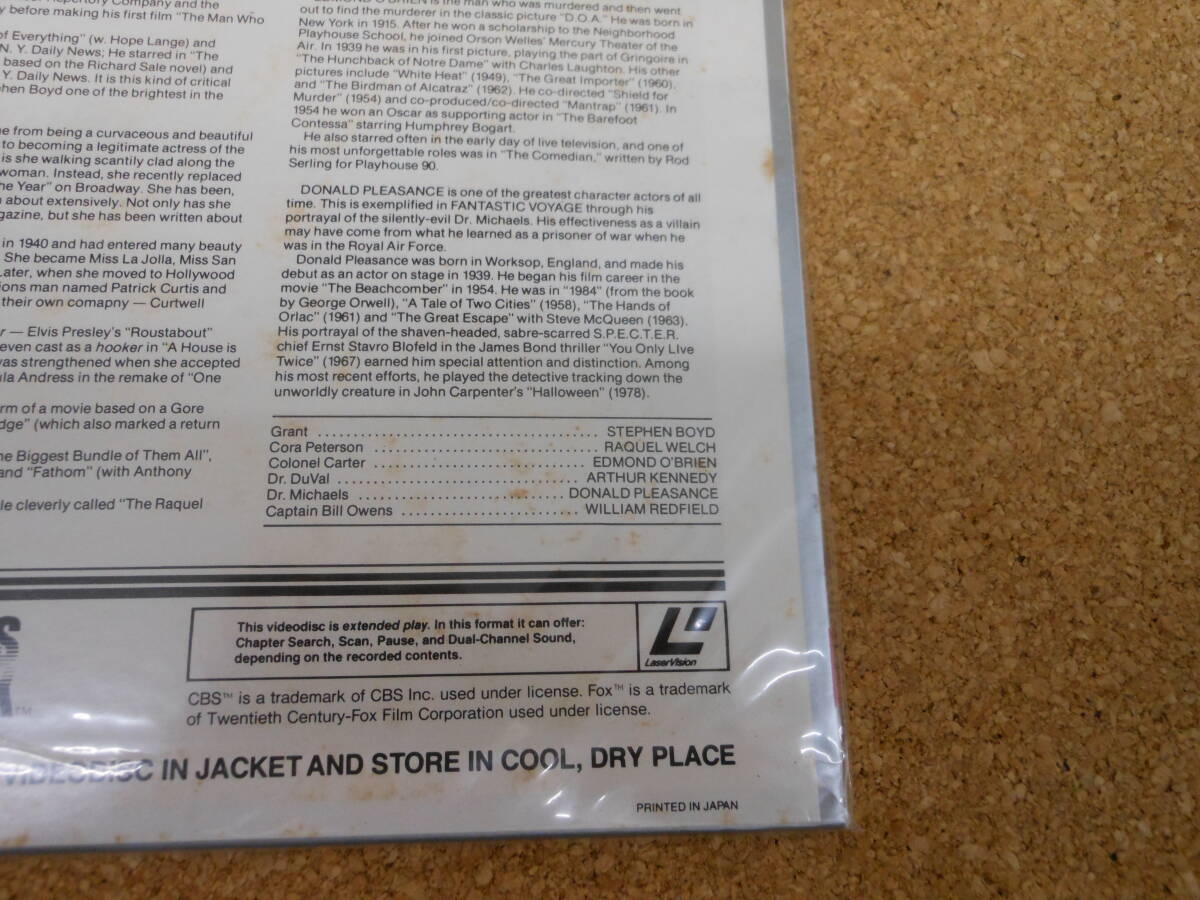 Repertory Company and the
y before making his first film "The Man Who
of Everything" (w. Hope Lange) and
N. Y. Daily News; He starred in "The
based on the Richard Sale novel) and
Y. Daily News. It is this kind of critical
phen Boyd one of the brightest in the
e from being a curvaceous and beautiful
to becoming a legitimate actress of the
is she walking scantily clad along the
woman. Instead, she recently replaced
he Year" on Broadway. She has been,
n about extensively. Not only has she
gazine, but she has been written about
in 1940 and had entered many beauty
She became Miss La Jolla, Miss San
Later, when she moved to Hollywood
ions man named Patrick Curtis and
their own comapny — Curtwell
r — Elvis Presley's "Roustabout"
even cast as a hooker in "A House is
was strengthened when she accepted
ula Andress in the remake of "One
orm of a movie based on a Gore
dge" (which also marked a return
he Biggest Bundle of Them All",
and "Fathom" (with Anthony
le cleverly called "The Raquel
EDMOND O'BRIEN is the man who was murdered and then went
out to find the murderer in the classic picture "D.O.A." He was born in
New York in 1915. After he won a scholarship to the Neighborhood
Playhouse School, he joined Orson Welles' Mercury Theater of the
Air. In 1939 he was in his first picture, playing the part of Gringoire in
"The Hunchback of Notre Dame" with Charles Laughton. His other
pictures include "White Heat" (1949), "The Great Importer" (1960),
and "The Birdman of Alcatraz" (1962). He co-directed "Shield for
Murder" (1954) and co-produced/co-directed "Mantrap" (1961). In
1954 he won an Oscar as supporting actor in "The Barefoot
Contessa" starring Humphrey Bogart.
He also starred often in the early day of live television, and one of
his most unforgettable roles was in "The Comedian," written by Rod
Serling for Playhouse 90.
DONALD PLEASANCE is one of the greatest character actors of all
time. This is exemplified in FANTASTIC VOYAGE through his
portrayal of the silently-evil Dr. Michaels. His effectiveness as a villain
may have come from what he learned as a prisoner of war when he
was in the Royal Air Force.
Donald Pleasance was born in Worksop, England, and made his
debut as an actor on stage in 1939. He began his film career in the
movie "The Beachcomber" in 1954. He was in "1984" (from the book
by George Orwell), "A Tale of Two Cities" (1958), "The Hands of
Orlac" (1961) and "The Great Escape" with Steve McQueen (1963).
His portrayal of the shaven-headed, sabre-scarred S.P.E.C.T.E.R.
chief Ernst Stavro Blofeld in the James Bond thriller "You Only LIve
Twice" (1967) earned him special attention and distinction. Among
his most recent efforts, he played the detective tracking down the
unworldly creature in John Carpenter's "Halloween" (1978).
Grant ........................................ STEPHEN BOYD
Cora Peterson ................................ RAQUEL WELCH
Colonel Carter ............................... EDMOND O'BRIEN
Dr. DuVal .................................. ARTHUR KENNEDY
Dr. Michaels .............................. DONALD PLEASANCE
Captain Bill Owens ......................... WILLIAM REDFIELD
This videodisc is extended play. In this format it can offer:
Chapter Search, Scan, Pause, and Dual-Channel Sound,
depending on the recorded contents.
LaserVision
CBS™ is a trademark of CBS Inc. used under license. Fox™ is a trademark
of Twentieth Century-Fox Film Corporation used under license.
VIDEODISC IN JACKET AND STORE IN COOL, DRY PLACE
PRINTED IN JAPAN